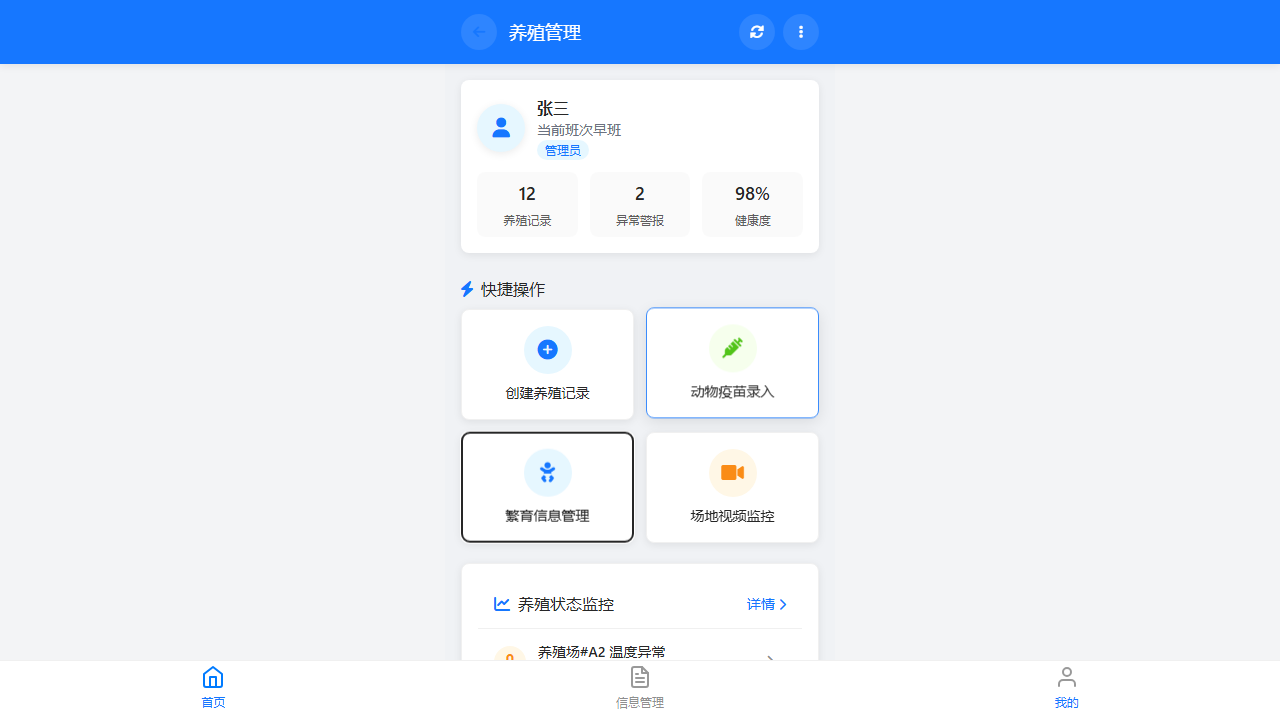 养殖管理
张三
当前班次早班
管理员
12
养殖记录
2
异常警报
98%
健康度
快捷操作
创建养殖记录
动物疫苗录入
繁育信息管理
场地视频监控
养殖状态监控
详情
养殖场#A2 温度异常
首页
信息管理
我的